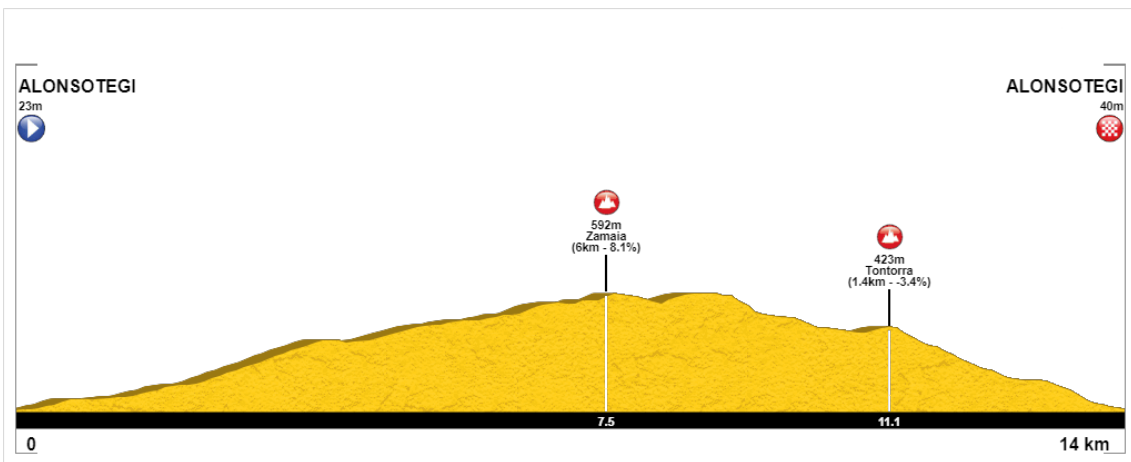 ALONSOTEGI
23m
ALONSOTEGI
40m
592m
Zamaia
(6km - 8.1%)
423m
Tontorra
(1.4km - -3.4%)
7.5
11.1
0
14 km